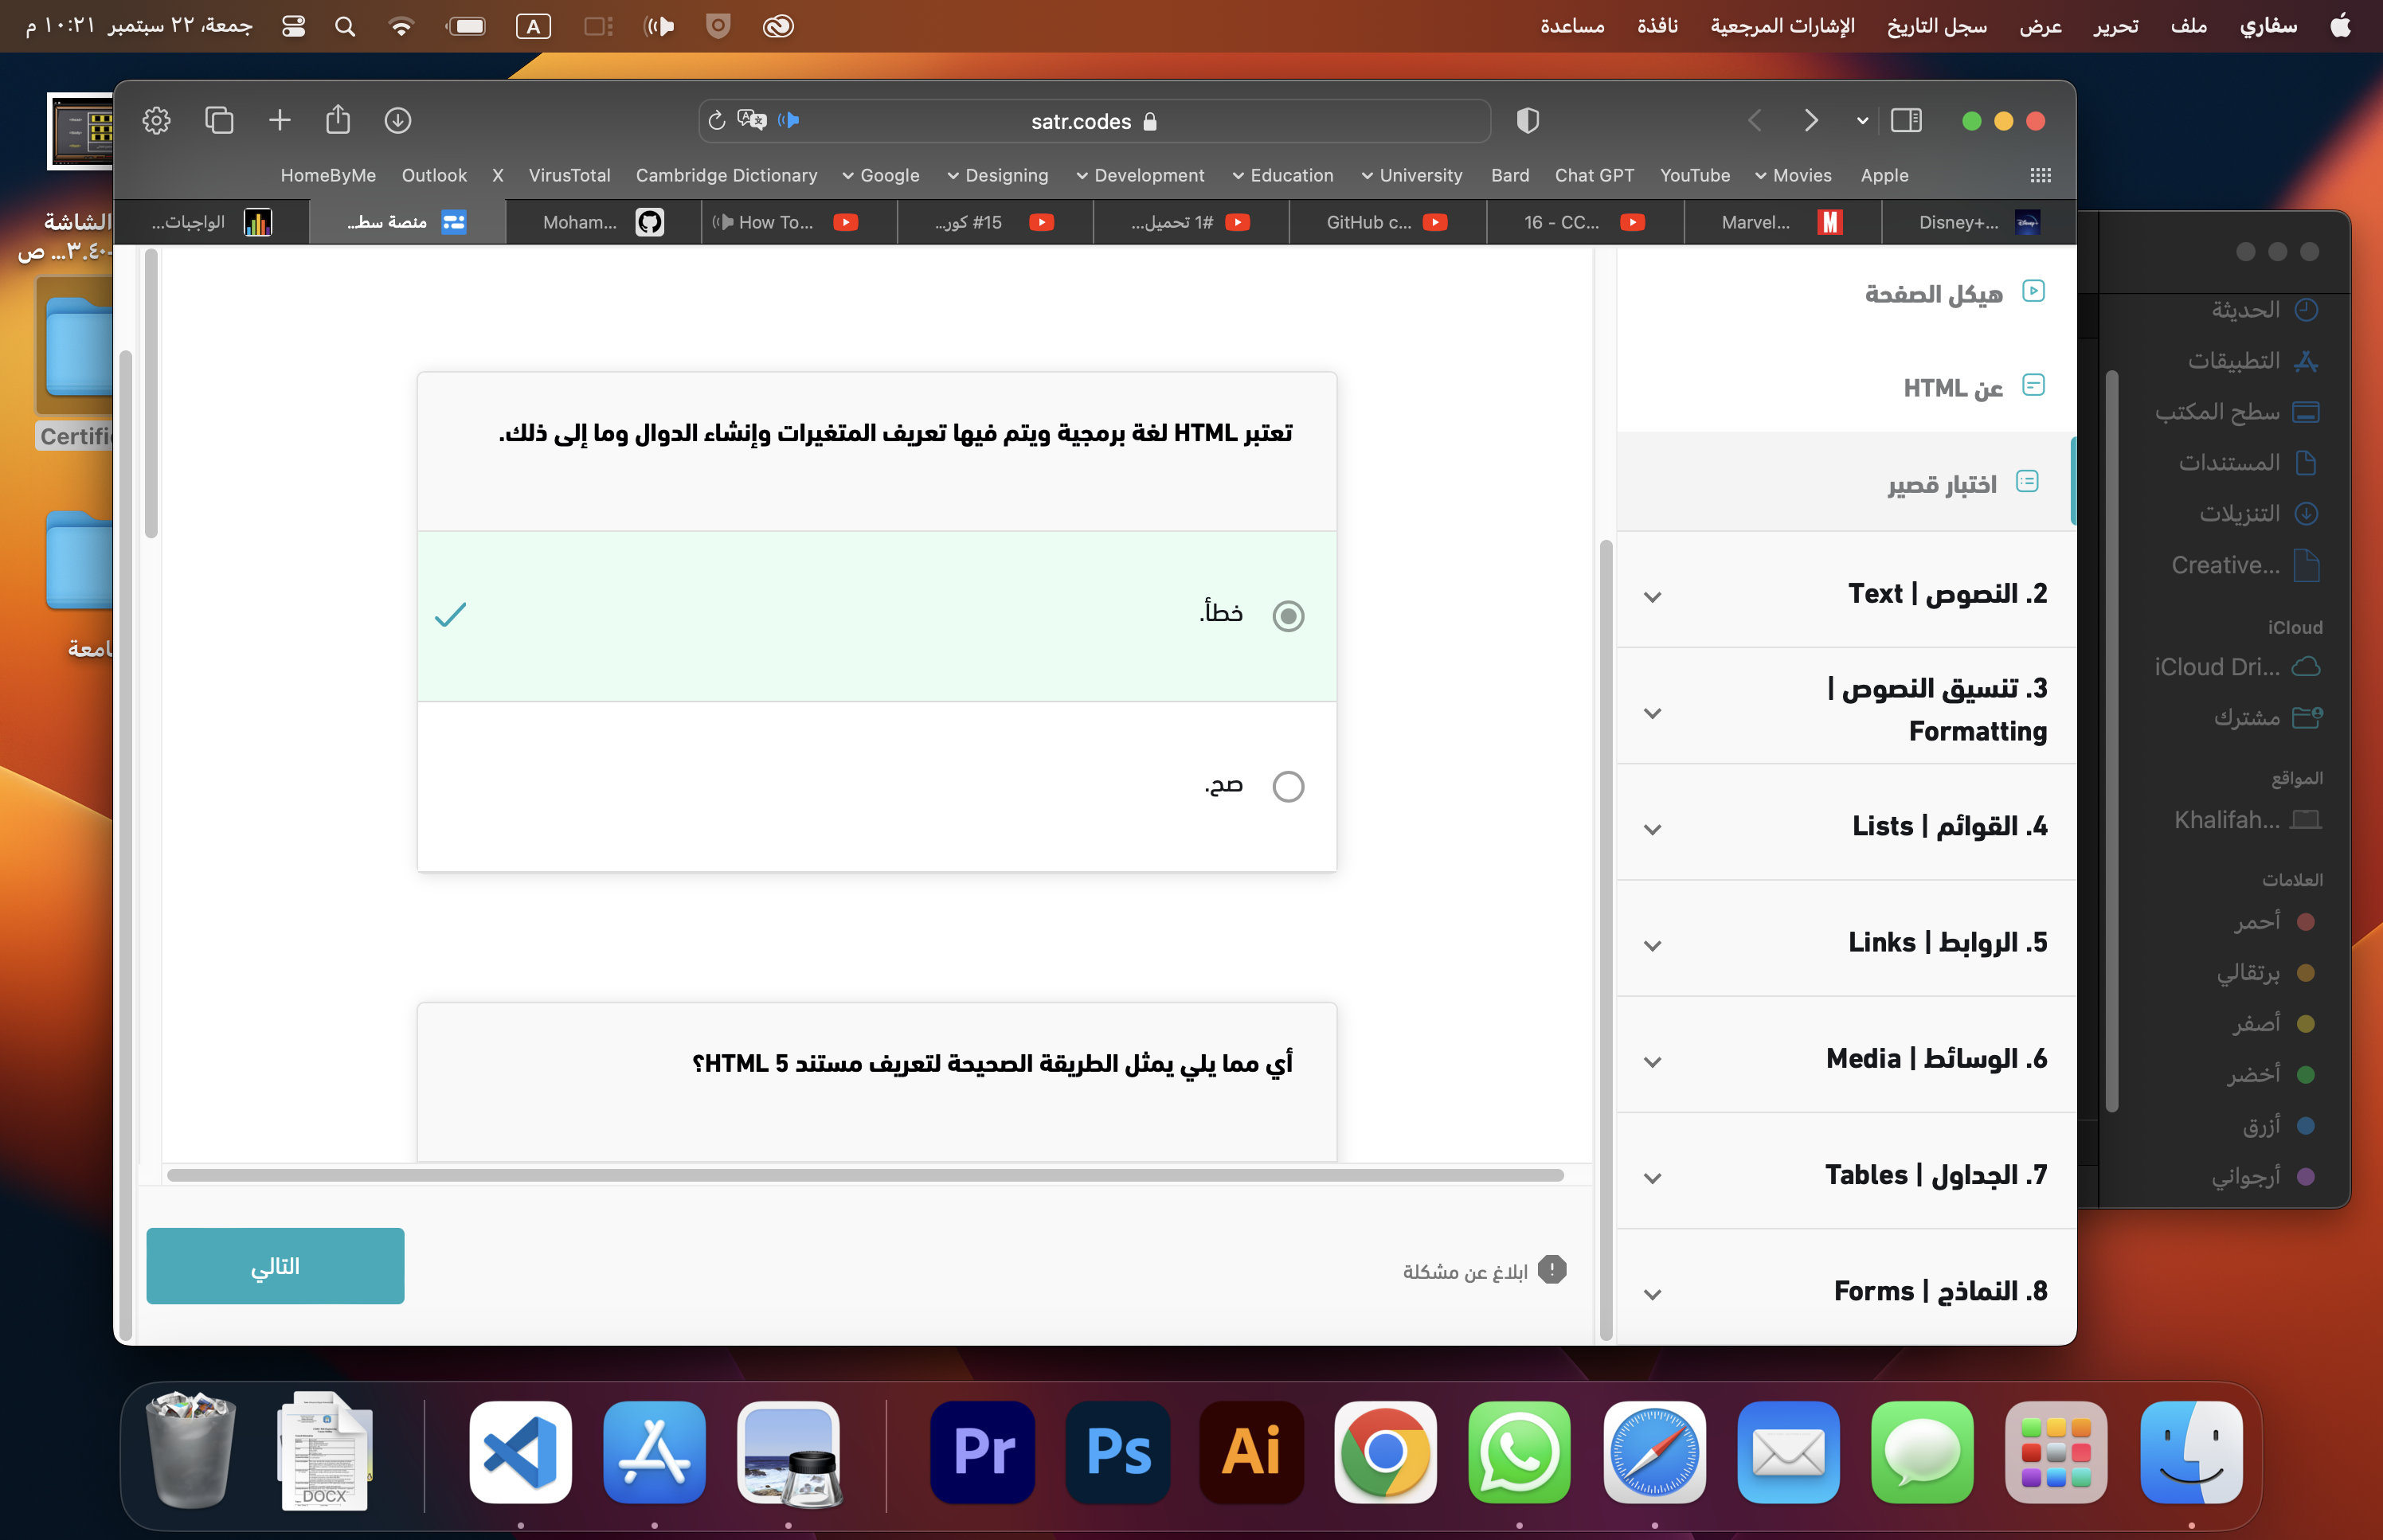 سفاري ملف تحرير عرض سجل التاريخ الإشارات المرجعية نافذة مساعدة
A
جمعة، ٢٢ سبتمبر ١٠:٢١ م
satr.codes
HomeByMe Outlook X VirusTotal Cambridge Dictionary Google Designing Development Education University Bard Chat GPT YouTube Movies Apple
Disney+...
Marvel...
16 - CC...
GitHub c...
#1 تحميل...
#15 كور...
How To...
Moham...
منصة سط...
الواجبات...
هيكل الصفحة
عن HTML
اختبار قصير
2. النصوص | Text
3. تنسيق النصوص |
Formatting
4. القوائم | Lists
5. الروابط | Links
6. الوسائط | Media
7. الجداول | Tables
8. النماذج | Forms
تعتبر HTML لغة برمجية ويتم فيها تعريف المتغيرات وإنشاء الدوال وما إلى ذلك.
خطأ.
صح.
أي مما يلي يمثل الطريقة الصحيحة لتعريف مستند HTML 5؟
ابلاغ عن مشكلة
التالي
الحديثة
التطبيقات
سطح المكتب
المستندات
التنزيلات
Creative...
iCloud
iCloud Dri...
مشترك
المواقع
Khalifah...
العلامات
أحمر
برتقالي
أصفر
أخضر
أزرق
أرجواني
الشاشة
ص ...٣.٤٠
Certific
امعة
DOCX
Pr
Ps
Ai